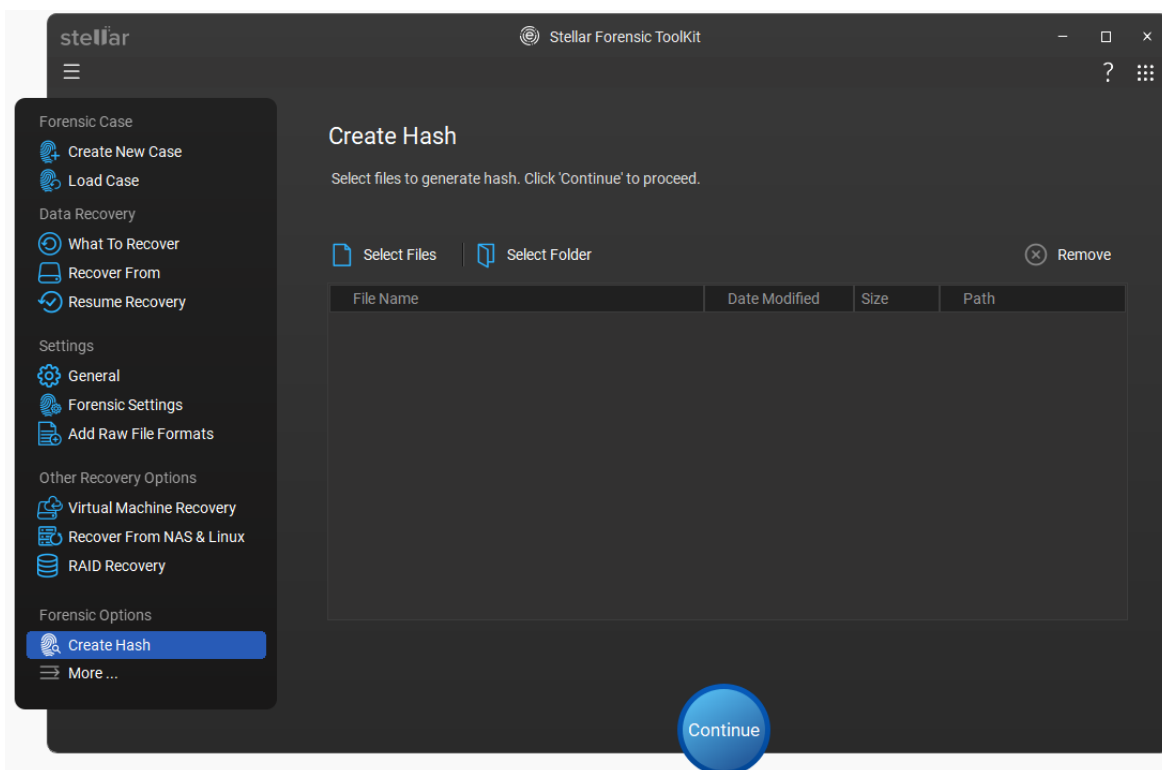 stellar
Stellar Forensic ToolKit
?
Forensic Case
Create New Case
Load Case
Data Recovery
What To Recover
Recover From
Resume Recovery
Settings
General
Forensic Settings
Add Raw File Formats
Other Recovery Options
Virtual Machine Recovery
Recover From NAS & Linux
RAID Recovery
Forensic Options
Create Hash
More ...
Create Hash
Select files to generate hash. Click 'Continue' to proceed.
Select Files Select Folder Remove
File Name Date Modified Size Path
Continue